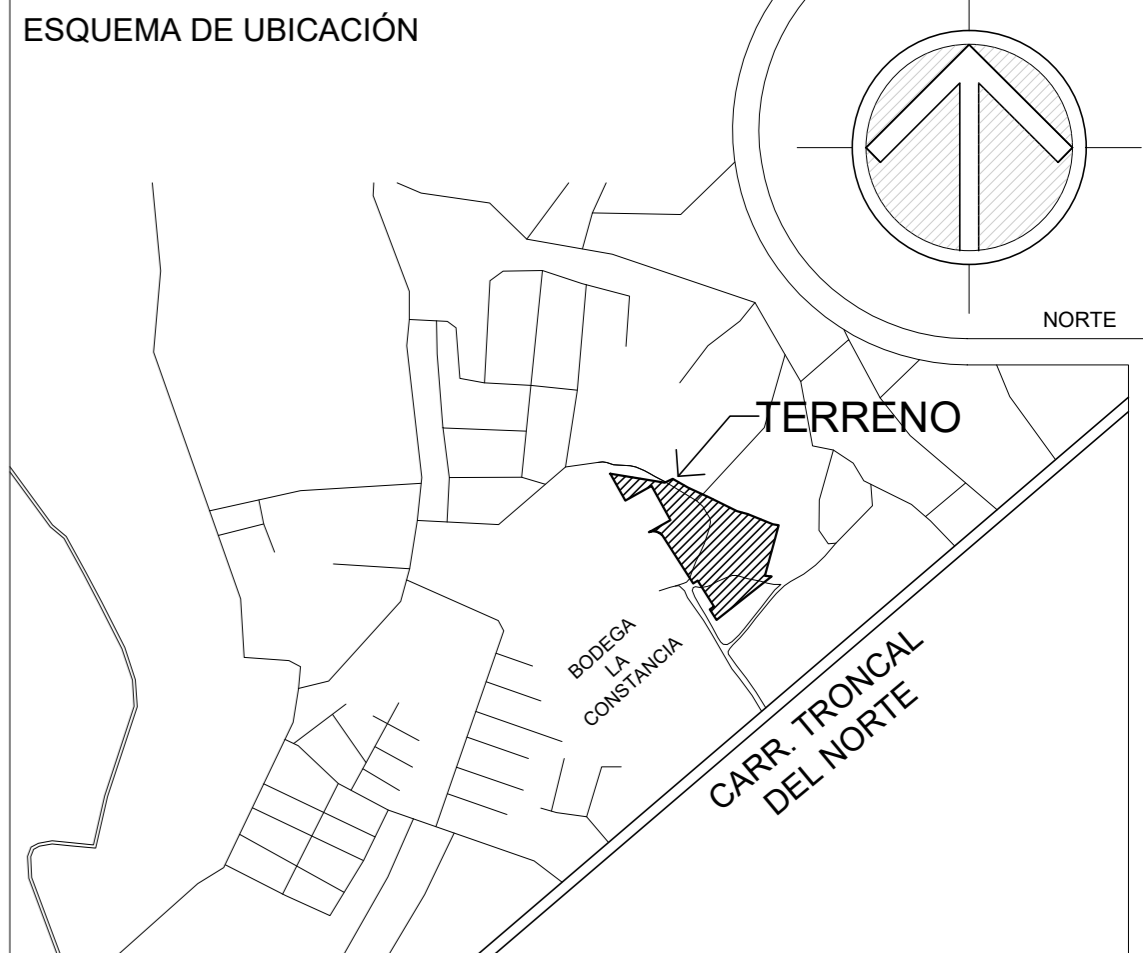 ESQUEMA DE UBICACIÓN
NORTE
TERRENO
BODEGA
LA
CONSTANCIA
CARR. TRONCAL
DEL NORTE